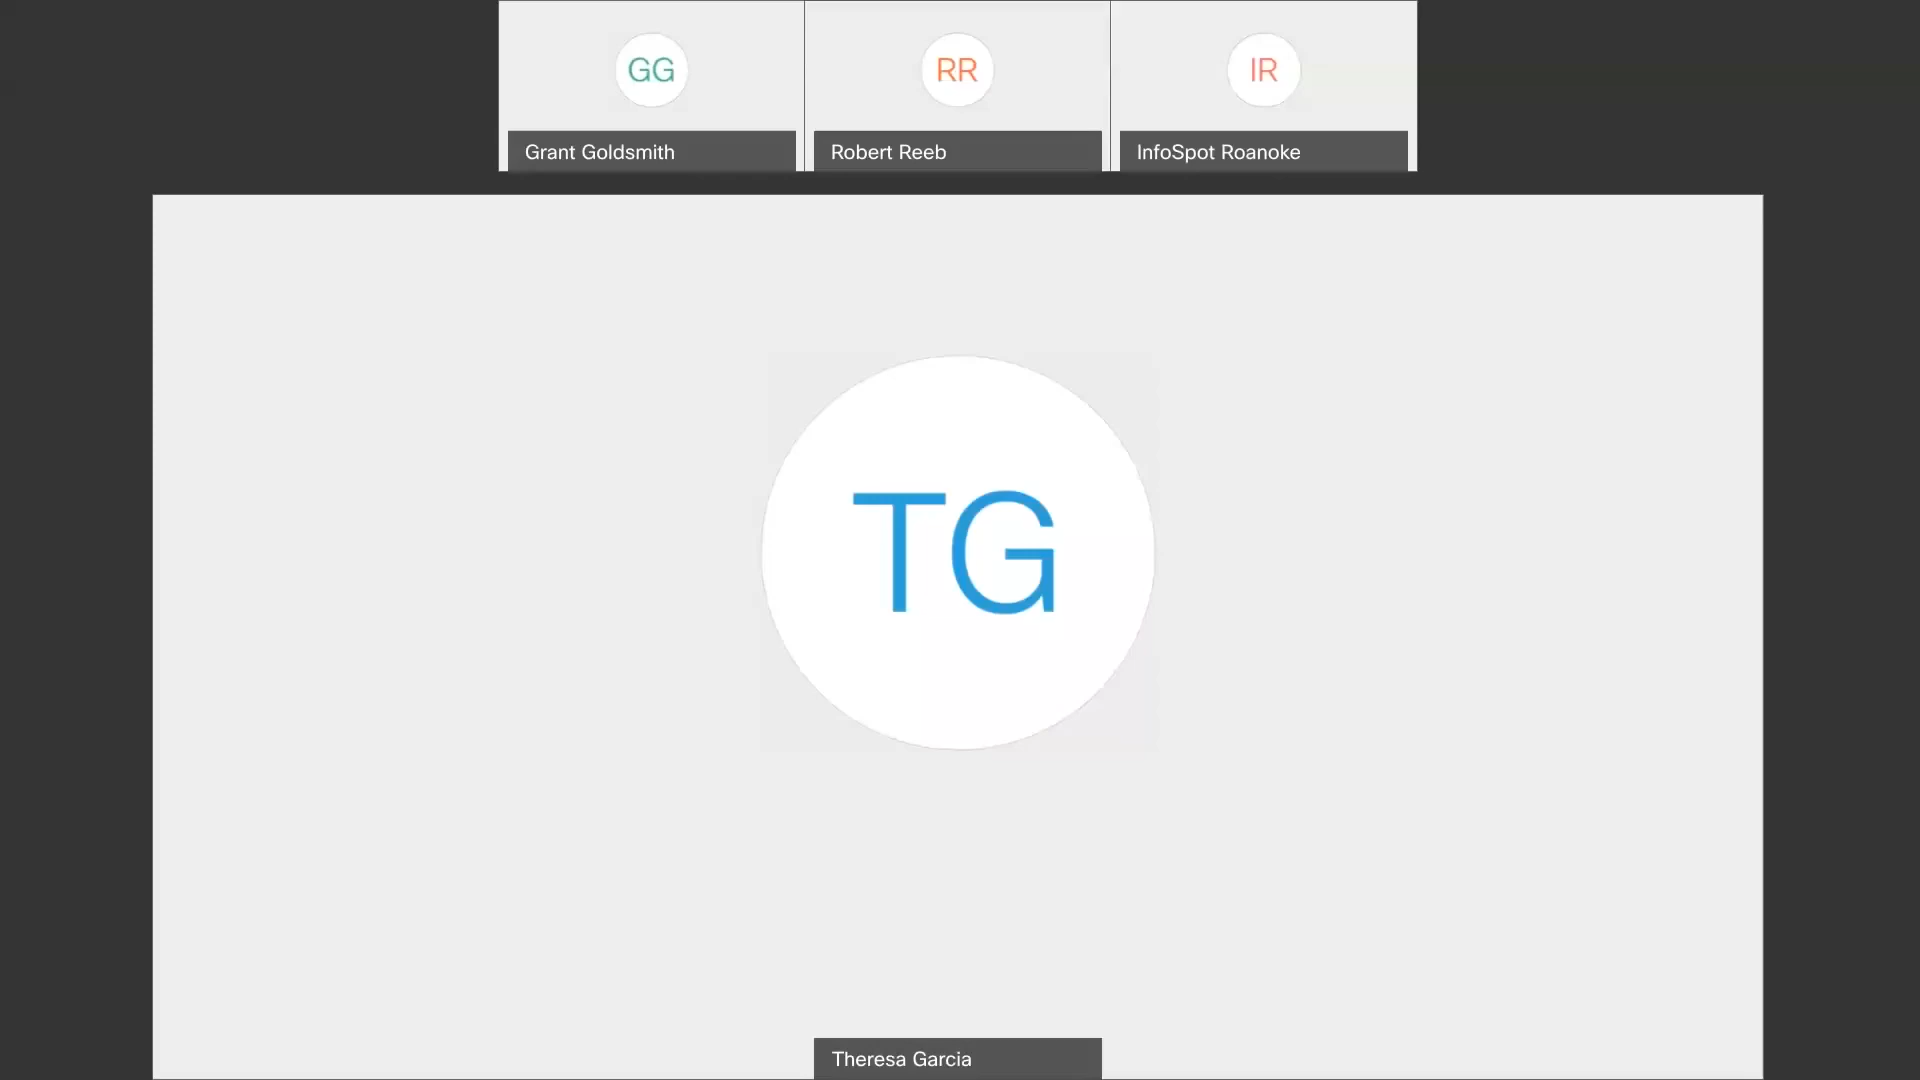 GG
RR
IR
Grant Goldsmith
Robert Reeb
InfoSpot Roanoke
TG
Theresa Garcia